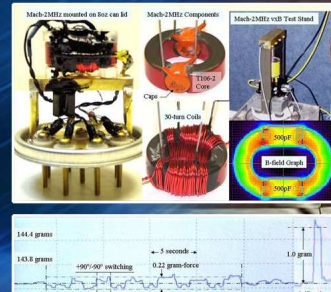 Mach-2MHz mounted on 8oz can lid
Mach-2MHz Components
Mach-2MHz vxB Test Stand
T106-2
Core
Caps
30-turn Coils
500pF
B-field Graph
500pF
144.4 grams
5 seconds
1.0 gram
143.8 grams
+90°/-90° switching
0.22 gram-force